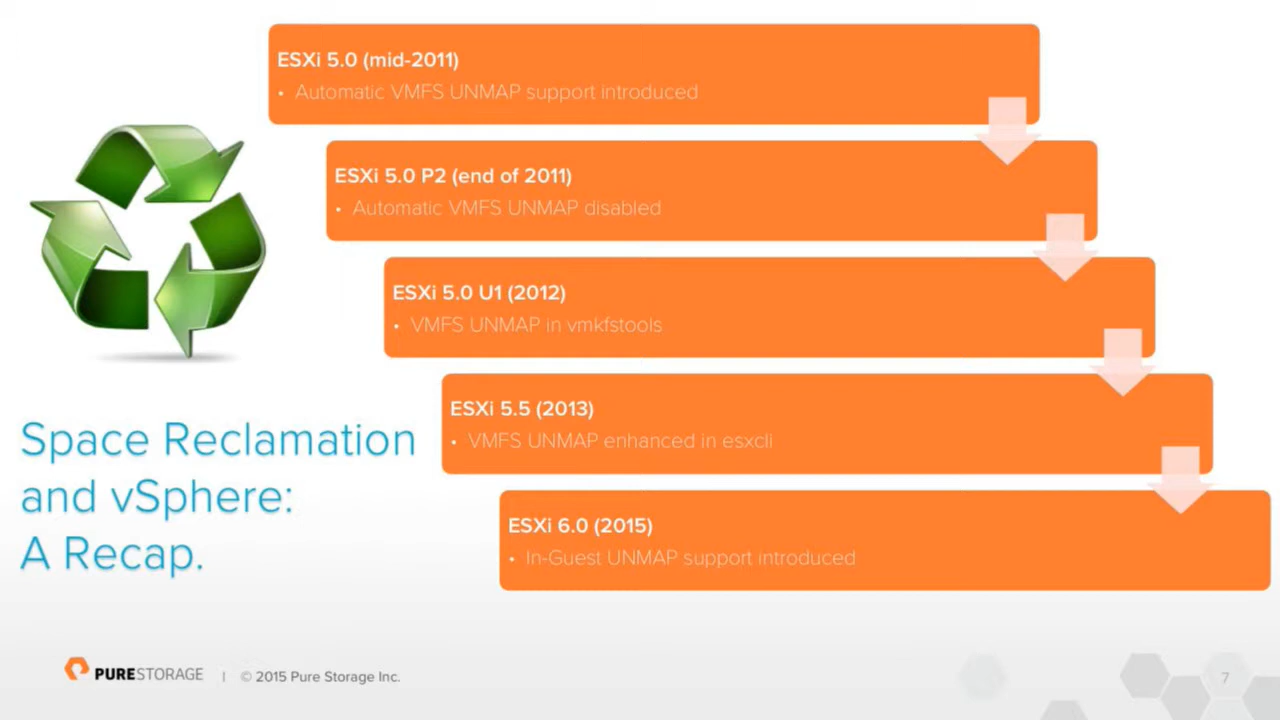 ESXi 5.0 (mid-2011)
• Automatic VMFS UNMAP support introduced
ESXi 5.0 P2 (end of 2011)
• Automatic VMFS UNMAP disabled
ESXi 5.0 U1 (2012)
• VMFS UNMAP in vmkfstools
ESXi 5.5 (2013)
• VMFS UNMAP enhanced in esxcli
ESXi 6.0 (2015)
• In-Guest UNMAP support introduced
Space Reclamation
and vSphere:
A Recap.
PURESTORAGE | © 2015 Pure Storage Inc.
7